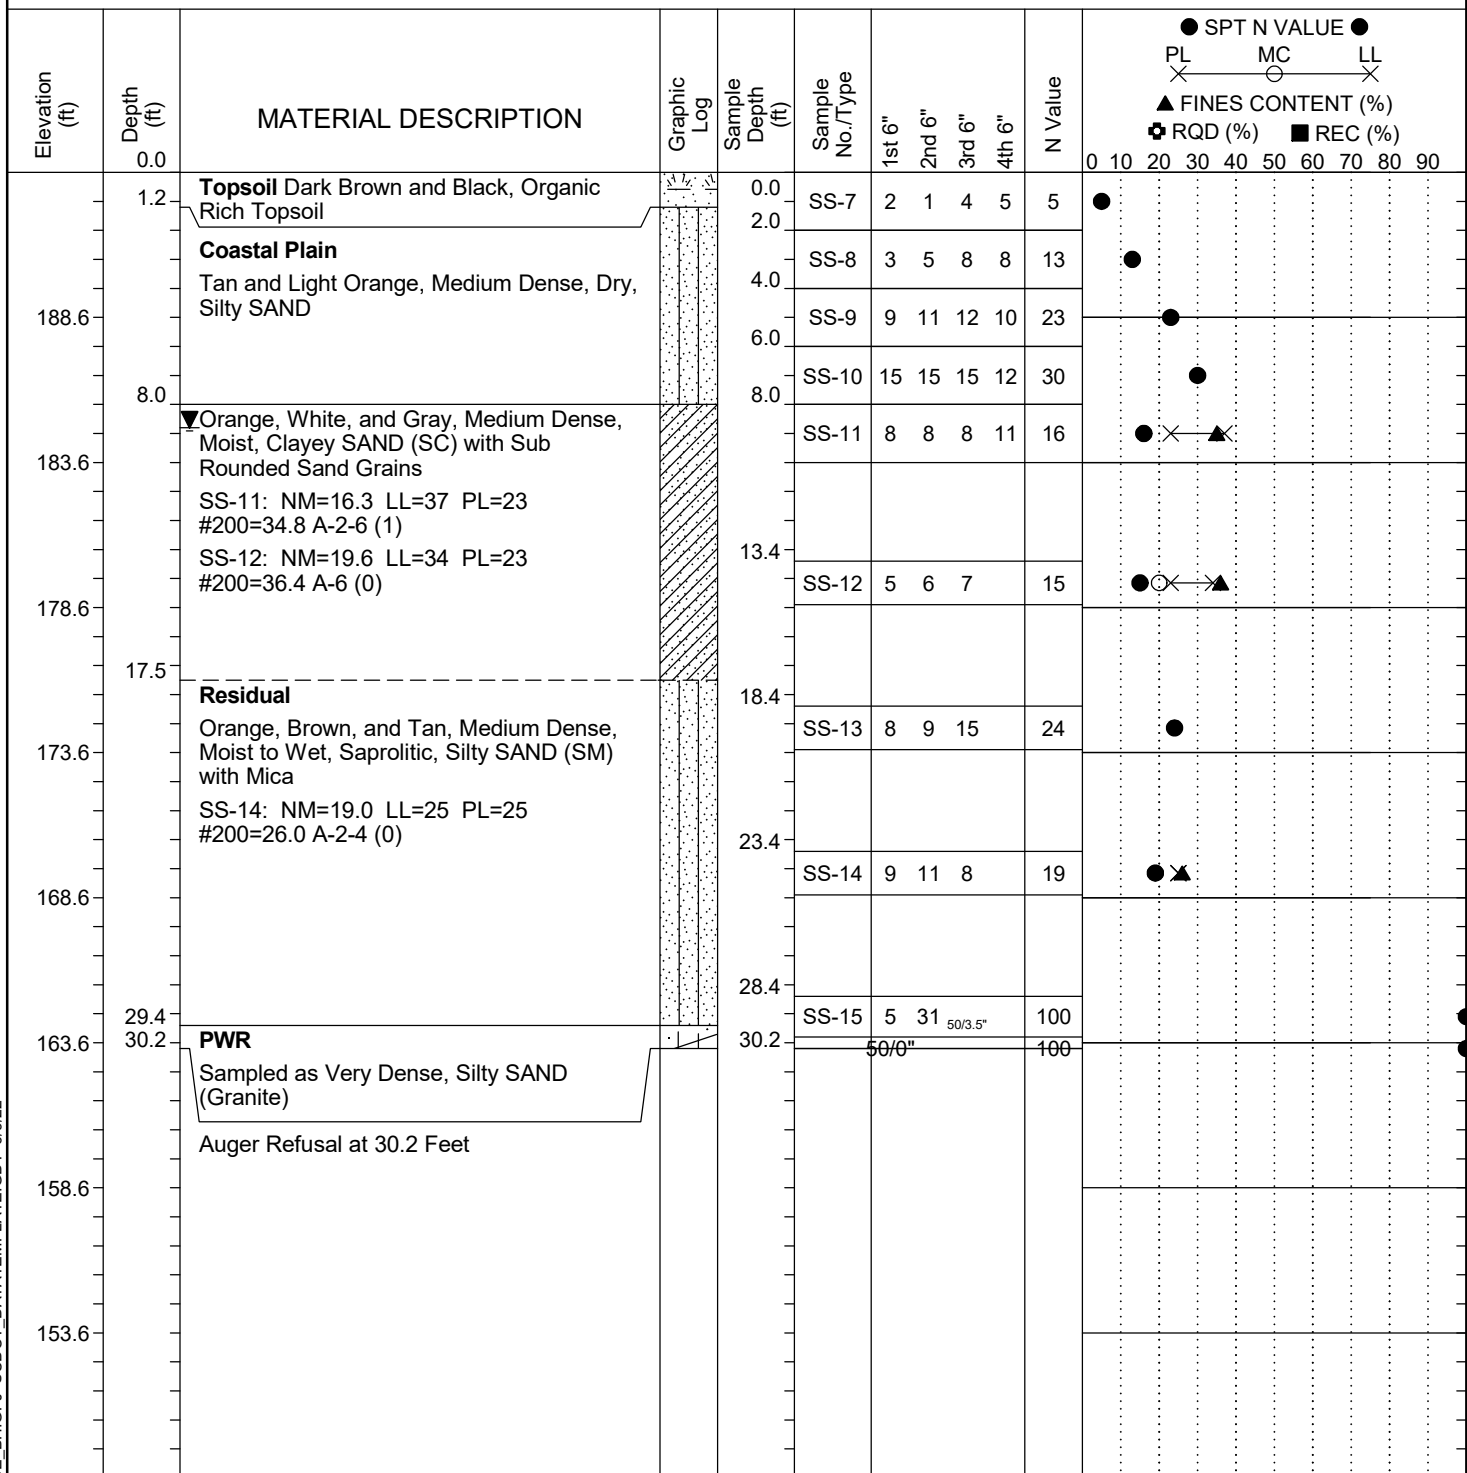 ● SPT N VALUE ●
PL MC LL
▲ FINES CONTENT (%)
RQD (%) ■ REC (%)
0 10 20 30 40 50 60 70 80 90
Elevation
(ft)
Depth
(ft)
0.0
MATERIAL DESCRIPTION
Graphic
Log
Sample
Depth
(ft)
Sample
No./Type
1st 6"
2nd 6"
3rd 6"
4th 6"
N Value
Topsoil Dark Brown and Black, Organic
Rich Topsoil
1.2
0.0
SS-7 2 1 4 5 5
2.0
Coastal Plain
Tan and Light Orange, Medium Dense, Dry,
Silty SAND
SS-8 3 5 8 8 13
4.0
188.6
SS-9 9 11 12 10 23
6.0
SS-10 15 15 15 12 30
8.0
8.0
Orange, White, and Gray, Medium Dense,
Moist, Clayey SAND (SC) with Sub
Rounded Sand Grains
SS-11 8 8 8 11 16
183.6
SS-11: NM=16.3 LL=37 PL=23
#200=34.8 A-2-6 (1)
SS-12: NM=19.6 LL=34 PL=23
#200=36.4 A-6 (0)
13.4
SS-12 5 6 7 15
178.6
17.5
Residual
18.4
Orange, Brown, and Tan, Medium Dense,
Moist to Wet, Saprolitic, Silty SAND (SM)
with Mica
SS-13 8 9 15 24
173.6
SS-14: NM=19.0 LL=25 PL=25
#200=26.0 A-2-4 (0)
23.4
SS-14 9 11 8 19
168.6
28.4
29.4
SS-15 5 31 50/3.5" 100
163.6
30.2
PWR
30.2
50/0" 100
Sampled as Very Dense, Silty SAND
(Granite)
Auger Refusal at 30.2 Feet
158.6
153.6